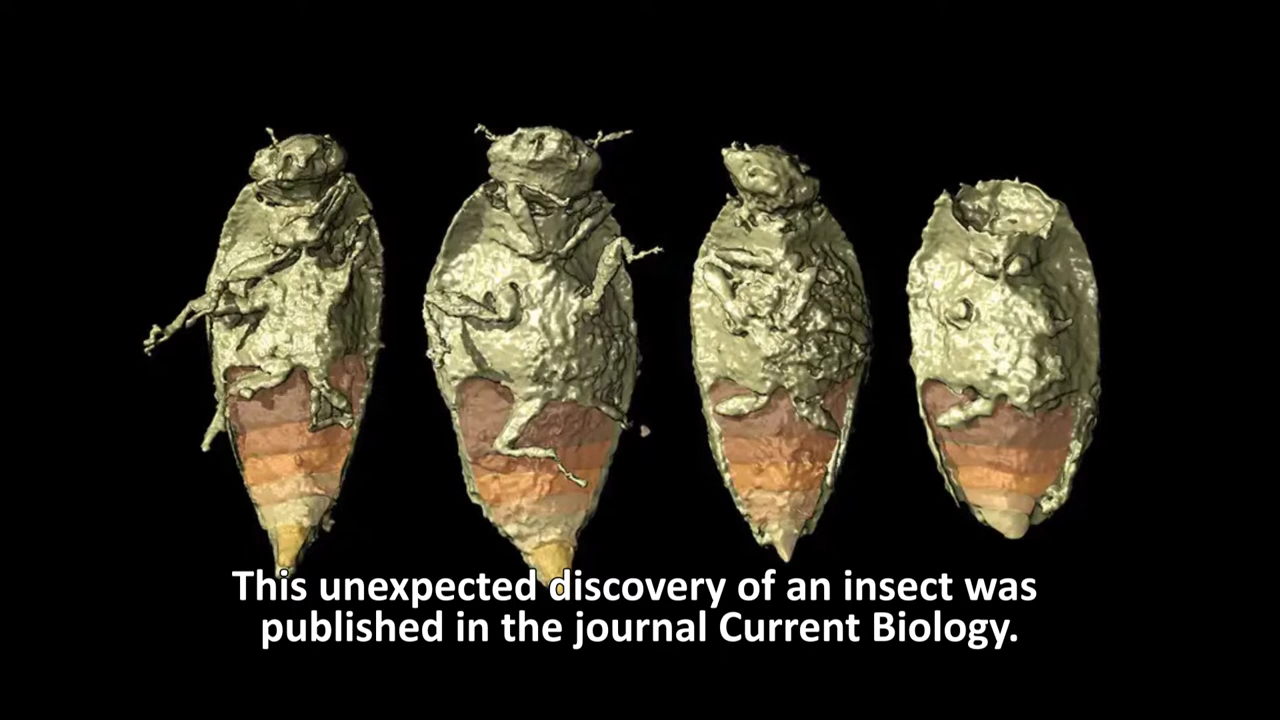 This unexpected discovery of an insect was
published in the journal Current Biology.